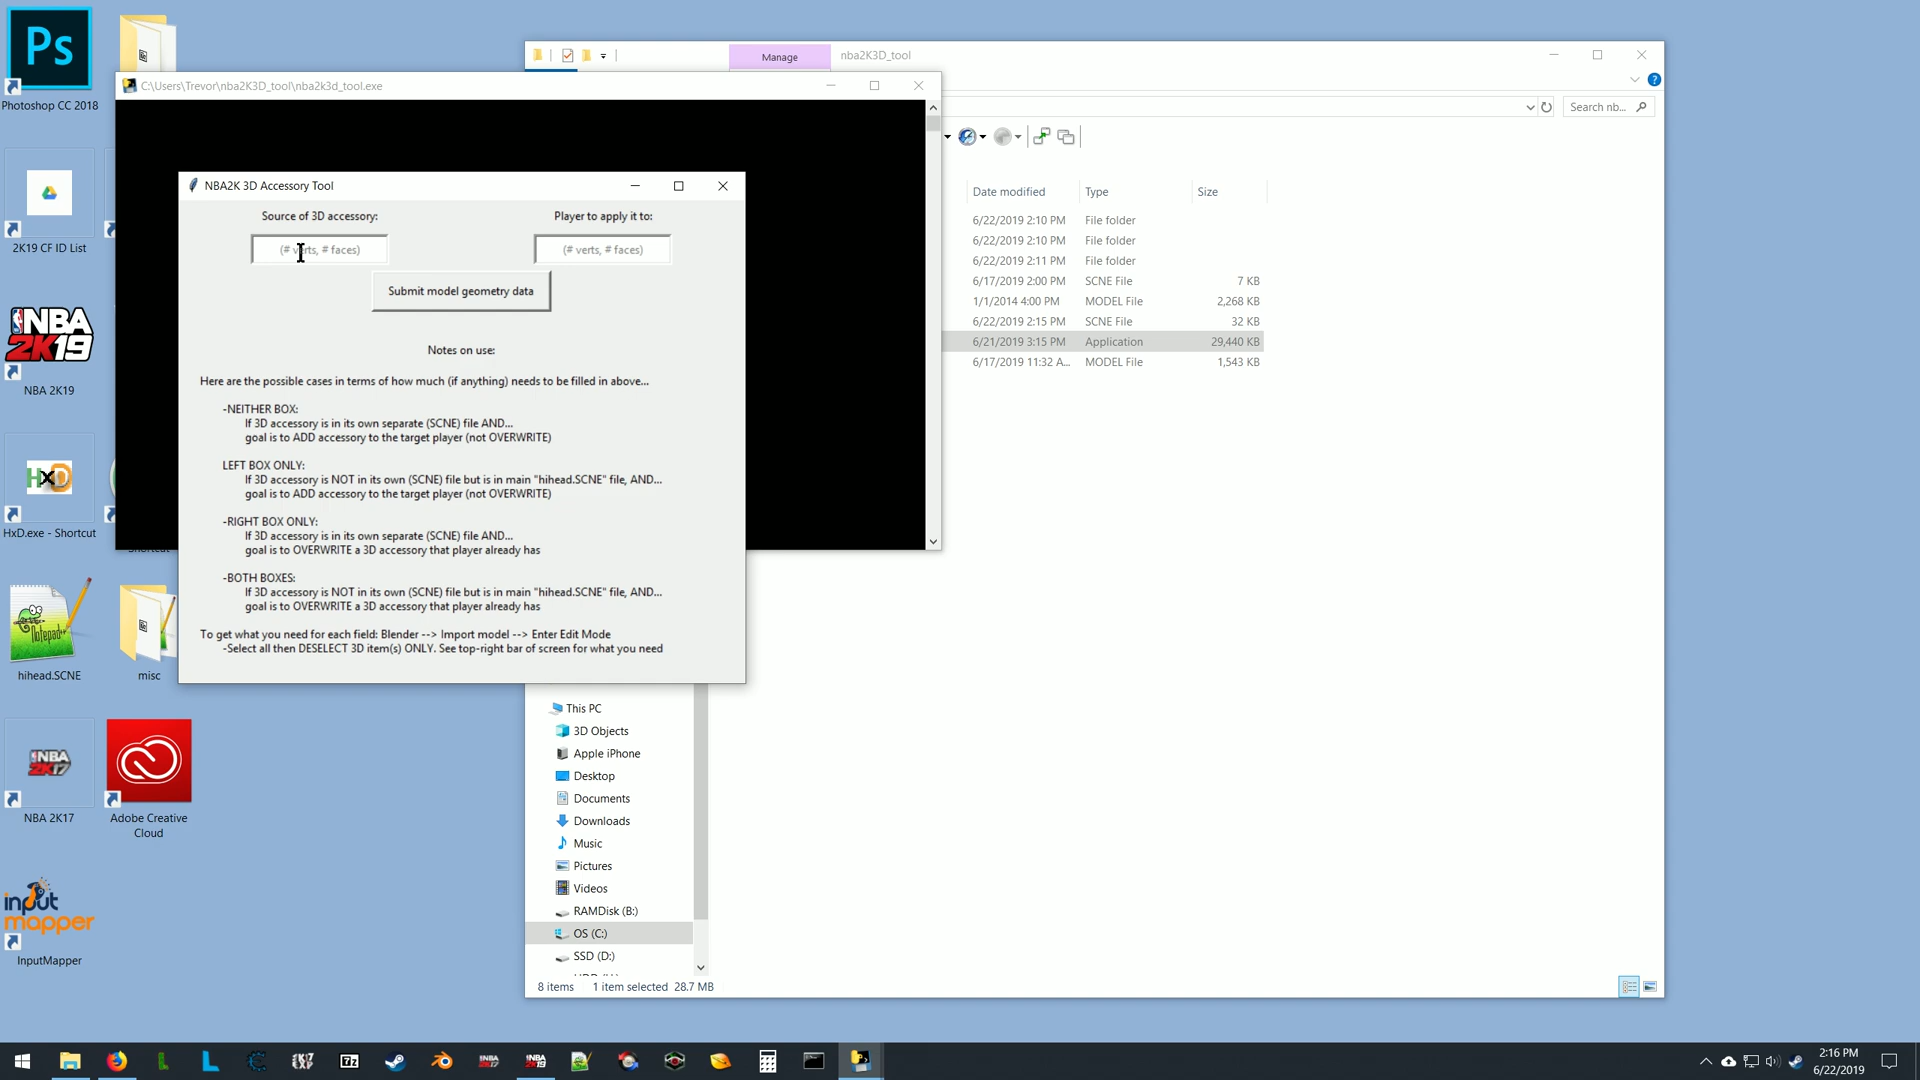 Ps
Photoshop CC 2018
2K19 CF ID List
NBA
2K19
NBA 2K19
HxD
HxD.exe - Shortcut
Notepad++
hihead.SCNE
misc
NBA
2K17
NBA 2K17
Adobe Creative
Cloud
input
mapper
InputMapper
Manage
nba2K3D_tool
Search nb...
C:\Users\Trevor\nba2K3D_tool\nba2k3d_tool.exe
Date modified
Type
Size
6/22/2019 2:10 PM File folder
6/22/2019 2:10 PM File folder
6/22/2019 2:11 PM File folder
6/17/2019 2:00 PM SCNE File 7 KB
1/1/2014 4:00 PM MODEL File 2,268 KB
6/22/2019 2:15 PM SCNE File 32 KB
6/21/2019 3:15 PM Application 29,440 KB
6/17/2019 11:32 A... MODEL File 1,543 KB
NBA2K 3D Accessory Tool
Source of 3D accessory:
Player to apply it to:
(# verts, # faces)
(# verts, # faces)
Submit model geometry data
Notes on use:
Here are the possible cases in terms of how much (if anything) needs to be filled in above...
-NEITHER BOX:
If 3D accessory is in its own separate (SCNE) file AND...
goal is to ADD accessory to the target player (not OVERWRITE)
LEFT BOX ONLY:
If 3D accessory is NOT in its own (SCNE) file but is in main "hihead.SCNE" file, AND...
goal is to ADD accessory to the target player (not OVERWRITE)
-RIGHT BOX ONLY:
If 3D accessory is in its own separate (SCNE) file AND...
goal is to OVERWRITE a 3D accessory that player already has
-BOTH BOXES:
If 3D accessory is NOT in its own (SCNE) file but is in main "hihead.SCNE" file, AND...
goal is to OVERWRITE a 3D accessory that player already has
To get what you need for each field: Blender --> Import model --> Enter Edit Mode
-Select all then DESELECT 3D item(s) ONLY. See top-right bar of screen for what you need
This PC
3D Objects
Apple iPhone
Desktop
Documents
Downloads
Music
Pictures
Videos
RAMDisk (B:)
OS (C:)
SSD (D:)
8 items 1 item selected 28.7 MB
2:16 PM
6/22/2019